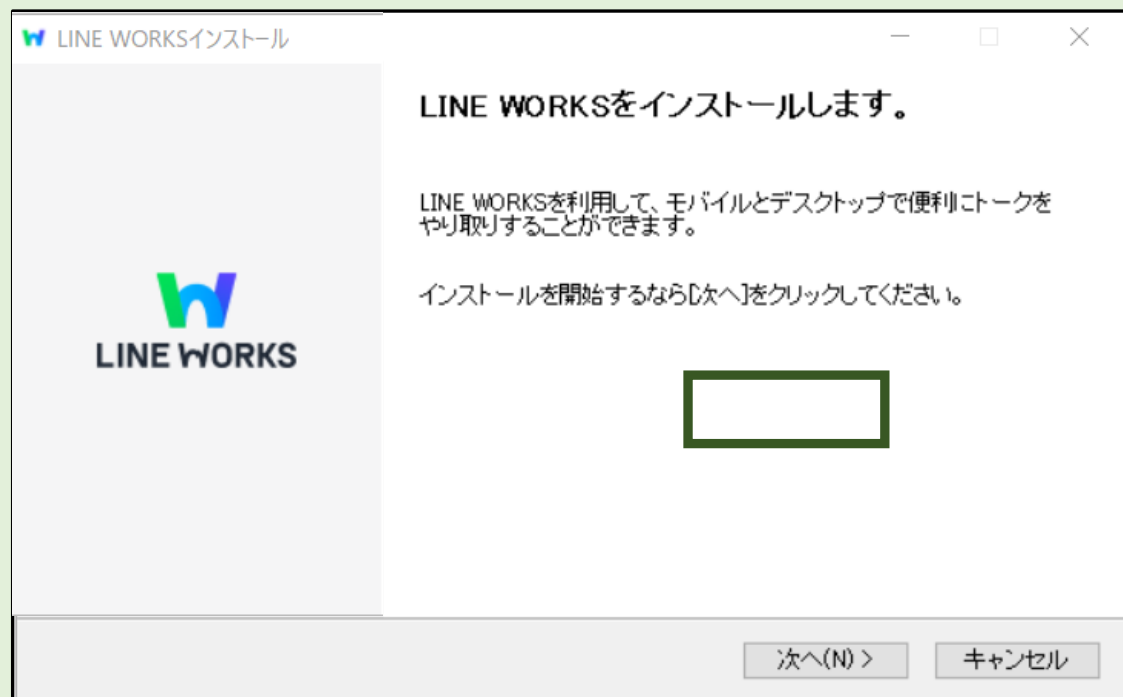 LINE WORKSインストール
LINE WORKSをインストールします。
LINE WORKSを利用して、モバイルとデスクトップで便利にトークを
やり取りすることができます。
インストールを開始するなら[次へ]をクリックしてください。
LINE WORKS
次へ(N) >
キャンセル